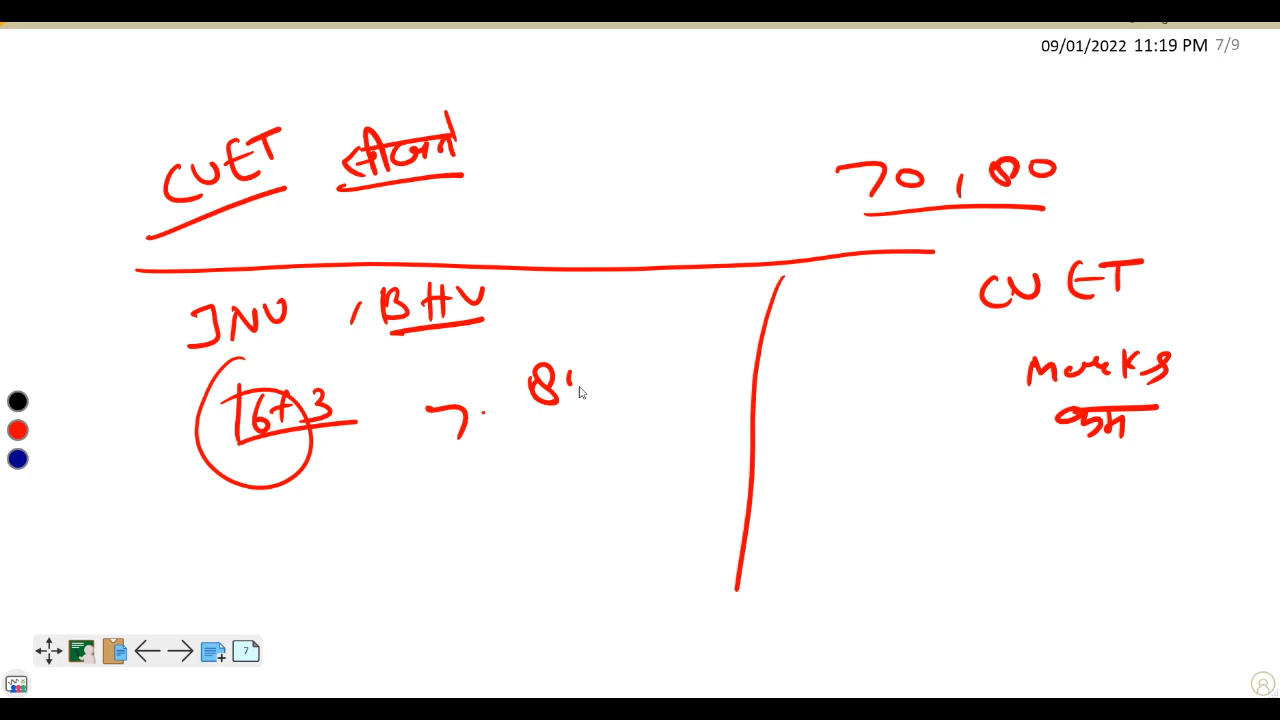 09/01/2022 11:19 PM 7/9
CUET
70, 80
JNU, BHU
CUET
6+3
7.
8
Marks
7